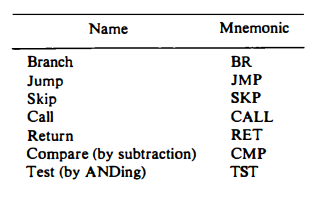 Name Mnemonic
Branch BR
Jump JMP
Skip SKP
Call CALL
Return RET
Compare (by subtraction) CMP
Test (by ANDing) TST